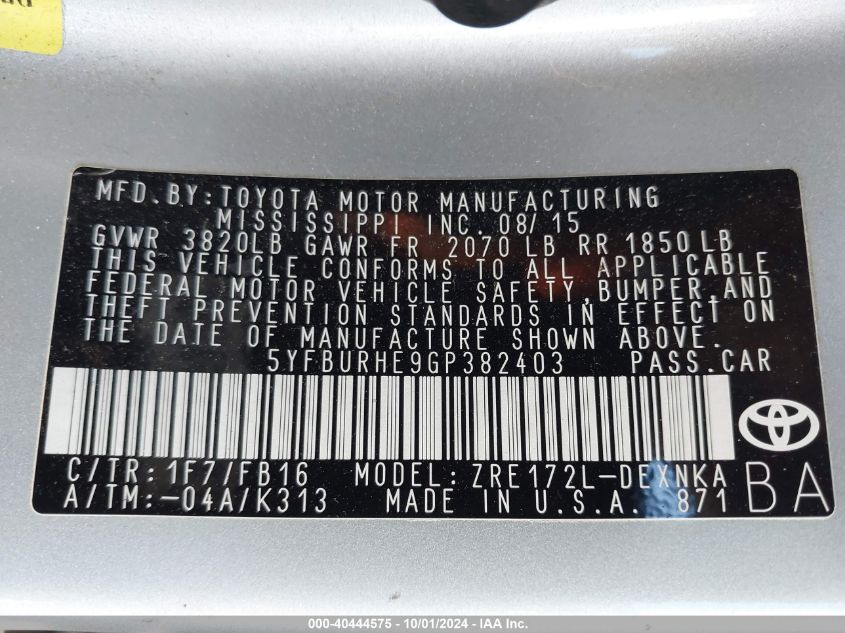 MFD.BY:TOYOTA MOTOR MANUFACTURING
MISSISSIPPI INC. 08/15
GVWR 3820LB GAWR FR 2070 LB RR 1850 LB
THIS VEHICLE CONFORMS TO ALL APPLICABLE
FEDERAL MOTOR VEHICLE SAFETY, BUMPER, AND
THEFT PREVENTION STANDARDS IN EFFECT ON
THE DATE OF MANUFACTURE SHOWN ABOVE.
5YFBURHE9GP382403 PASS.CAR
C/TR: 1F7/FB16 MODEL: ZRE172L-DEXNKA
A/TM:-04A/K313 MADE IN U.S.A. 871 BA
000-40444575 - 10/01/2024 - IAA Inc.